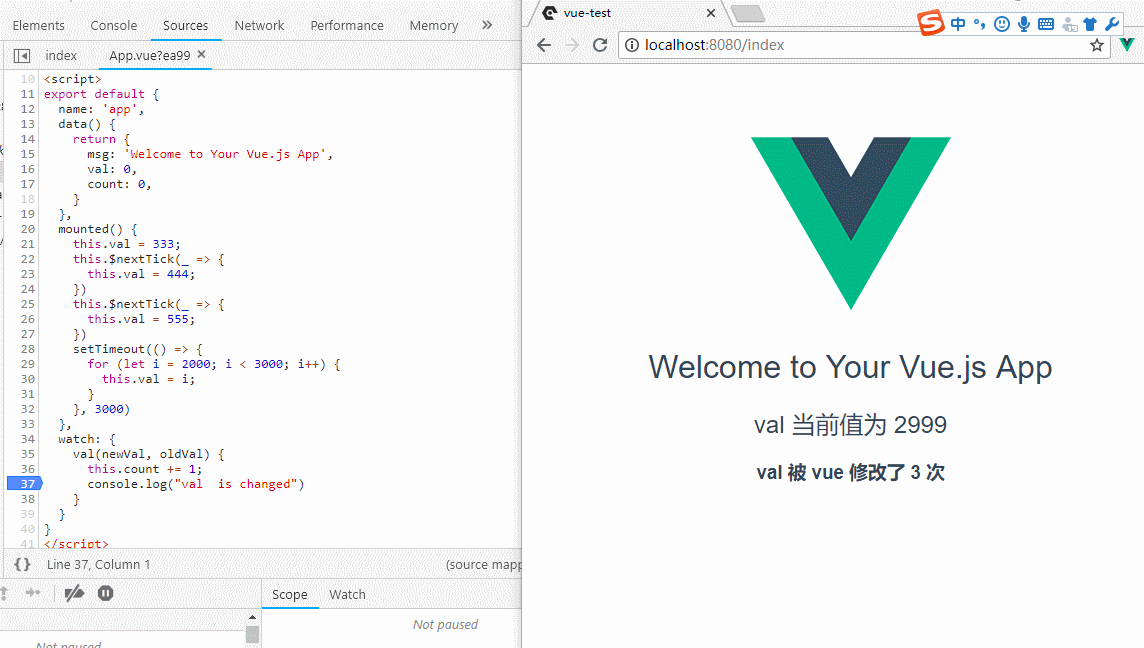 Elements Console Sources Network Performance Memory »
index App.vue?ea99 ×
10 <script>
11 export default {
12 name: 'app',
13 data() {
14 return {
15 msg: 'Welcome to Your Vue.js App',
16 val: 0,
17 count: 0,
18 }
19 },
20 mounted() {
21 this.val = 333;
22 this.$nextTick(_ => {
23 this.val = 444;
24 })
25 this.$nextTick(_ => {
26 this.val = 555;
27 })
28 setTimeout(() => {
29 for (let i = 2000; i < 3000; i++) {
30 this.val = i;
31 }
32 }, 3000)
33 },
34 watch: {
35 val(newVal, oldVal) {
36 this.count += 1;
37 console.log("val  is changed")
38 }
39 }
40 }
41 </script>
{} Line 37, Column 1 (source mapp
Scope Watch
Not paused
Not paused
vue-test ×
中
localhost:8080/index
Welcome to Your Vue.js App
val 当前值为 2999
val 被 vue 修改了 3 次